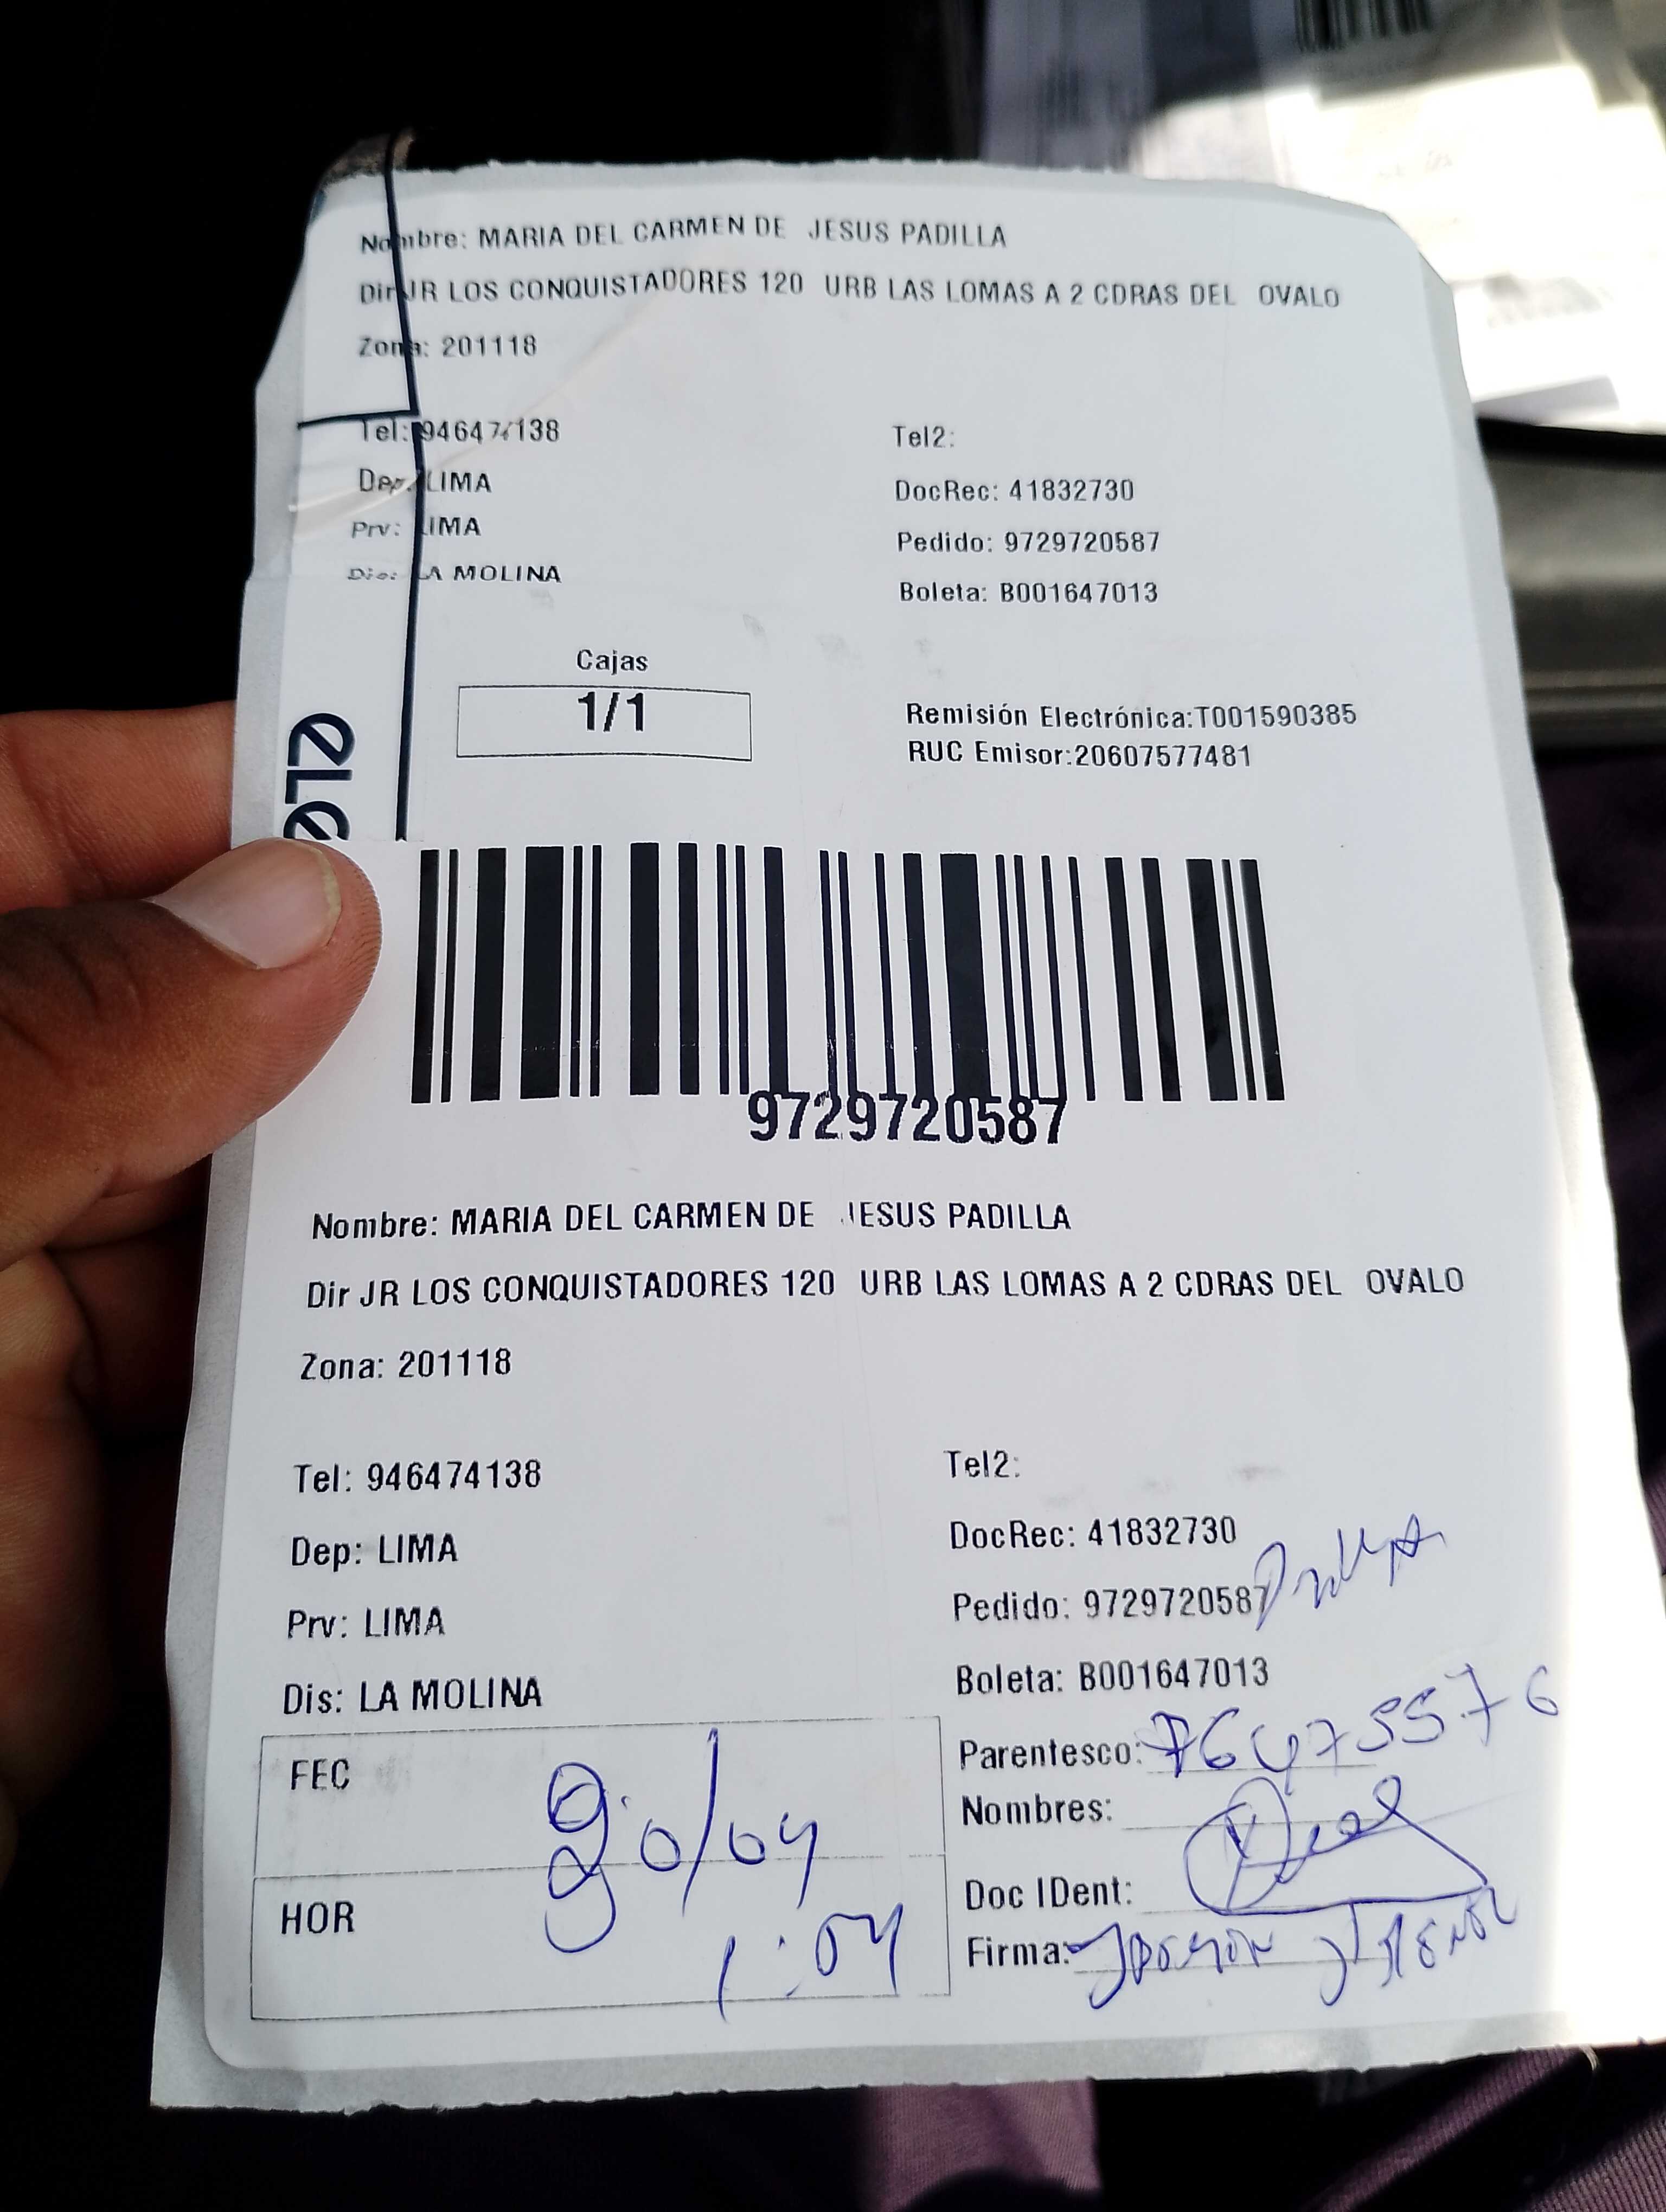 Nombre: MARIA DEL CARMEN DE JESUS PADILLA
Dir JR LOS CONQUISTADORES 120 URB LAS LOMAS A 2 CDRAS DEL OVALO
Zona: 201118
Tel: 946474138
Tel2:
Dep: LIMA
DocRec: 41832730
Prv: LIMA
Pedido: 9729720587
Dis: LA MOLINA
Boleta: B001647013
Cajas
1/1
Remisión Electrónica:T001590385
RUC Emisor:20607577481
9729720587
Nombre: MARIA DEL CARMEN DE JESUS PADILLA
Dir JR LOS CONQUISTADORES 120 URB LAS LOMAS A 2 CDRAS DEL OVALO
Zona: 201118
Tel: 946474138
Tel2:
Dep: LIMA
DocRec: 41832730
Prv: LIMA
Pedido: 9729720587
Dis: LA MOLINA
Boleta: B001647013
FEC
Parentesco: 76475576
Nombres:
HOR
1:04
Doc IDent:
Firma: